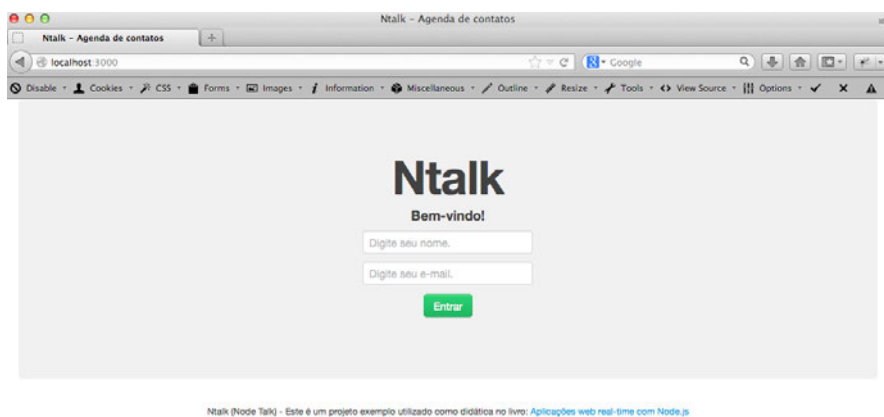 Ntalk – Agenda de contatos
Ntalk – Agenda de contatos
localhost:3000
Google
Disable Cookies CSS Forms Images Information Miscellaneous Outline Resize Tools View Source Options
Ntalk
Bem-vindo!
Digite seu nome.
Digite seu e-mail.
Entrar
Ntalk (Node Talk) - Este é um projeto exemplo utilizado como didática no livro: Aplicações web real-time com Node.js